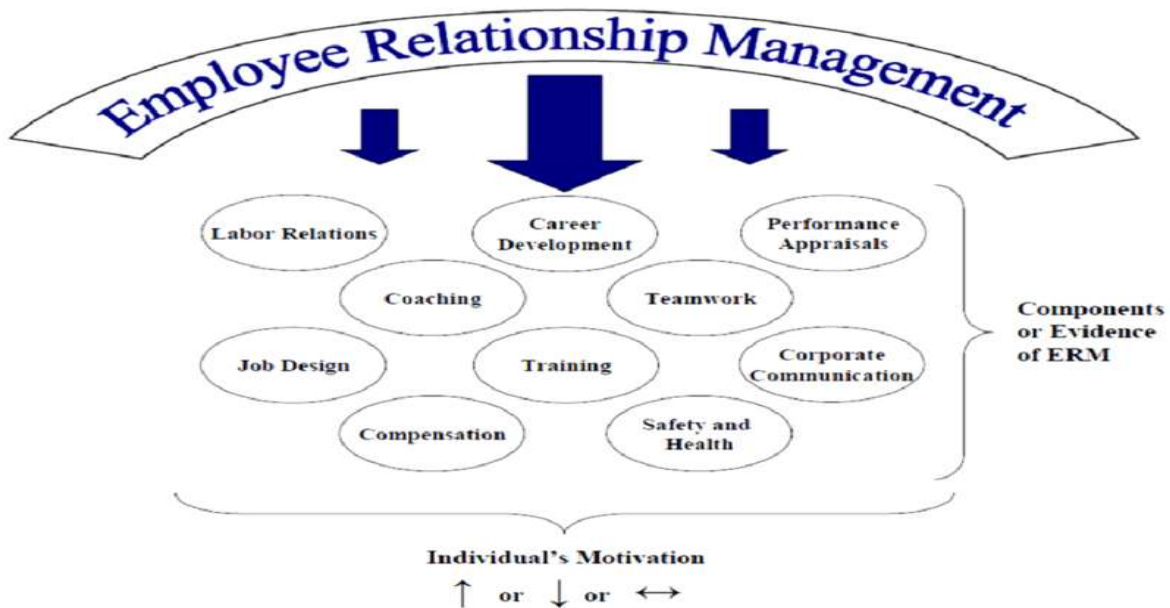 Employee Relationship Management
Labor Relations
Career
Development
Performance
Appraisals
Coaching
Teamwork
Components
or Evidence
of ERM
Job Design
Training
Corporate
Communication
Compensation
Safety and
Health
Individual's Motivation
↑ or ↓ or ↔